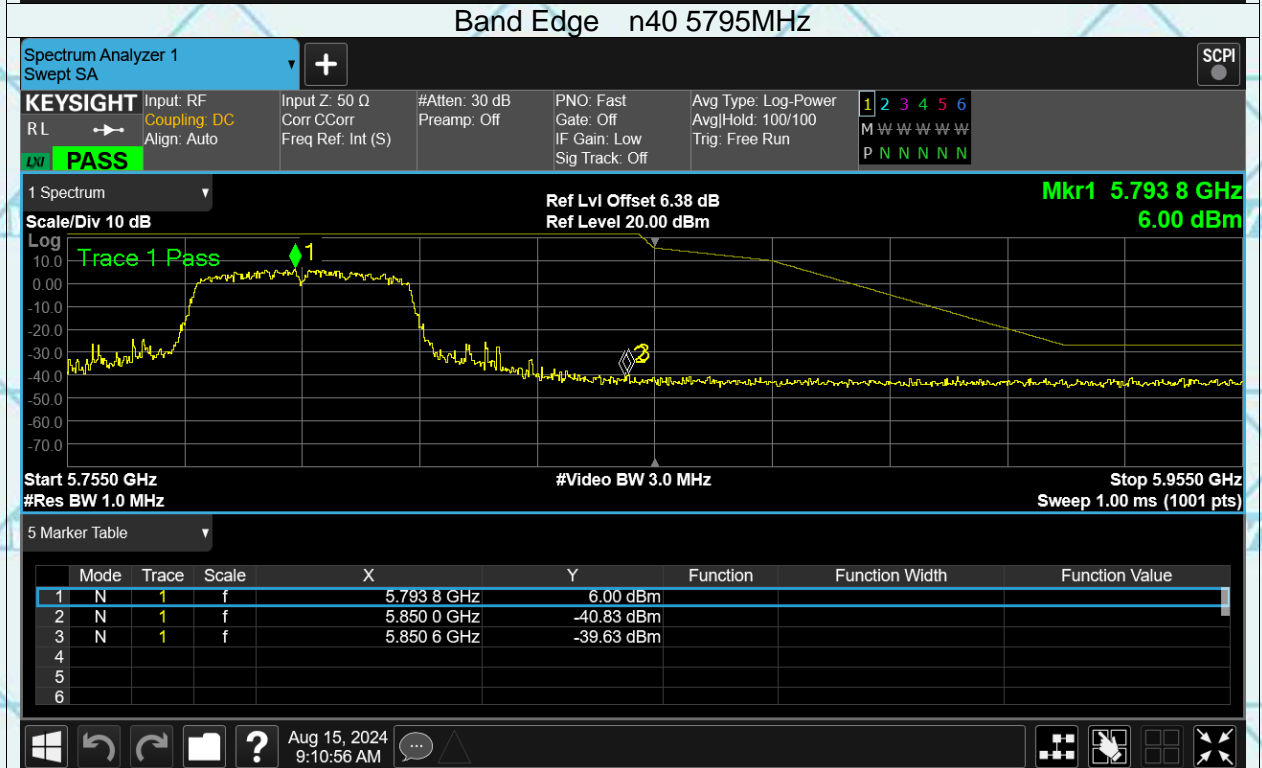 Band Edge n40 5795MHz
Spectrum Analyzer 1
Swept SA
SCPI
KEYSIGHT
R L
LXI PASS
Input: RF
Coupling: DC
Align: Auto
Input Z: 50 Ω
Corr CCorr
Freq Ref: Int (S)
#Atten: 30 dB
Preamp: Off
PNO: Fast
Gate: Off
IF Gain: Low
Sig Track: Off
Avg Type: Log-Power
Avg|Hold: 100/100
Trig: Free Run
1 2 3 4 5 6
M W W W W W
P N N N N N
1 Spectrum
Scale/Div 10 dB
Ref Lvl Offset 6.38 dB
Ref Level 20.00 dBm
Mkr1 5.793 8 GHz
6.00 dBm
Log
Trace 1 Pass
1
2
3
10.0
0.00
-10.0
-20.0
-30.0
-40.0
-50.0
-60.0
-70.0
Start 5.7550 GHz
#Video BW 3.0 MHz
Stop 5.9550 GHz
#Res BW 1.0 MHz
Sweep 1.00 ms (1001 pts)
5 Marker Table
Mode Trace Scale X Y Function Function Width Function Value
1 N 1 f 5.793 8 GHz 6.00 dBm
2 N 1 f 5.850 0 GHz -40.83 dBm
3 N 1 f 5.850 6 GHz -39.63 dBm
4
5
6
Aug 15, 2024
9:10:56 AM